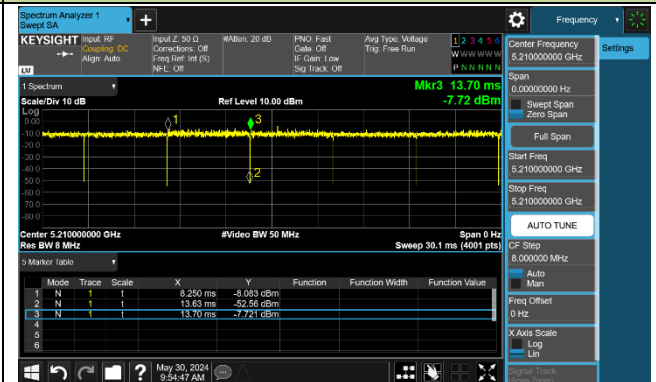 Spectrum Analyzer 1
Swept SA
+
Frequency
KEYSIGHT Input: RF Input Z: 50 Ω #Atten: 20 dB PNO: Fast Avg Type: Voltage 1 2 3 4 5 6
Coupling: DC Corrections: Off Gate: Off Trig: Free Run W W W W W W
Align: Auto Freq Ref: Int (S) IF Gain: Low P N N N N N
LXI NFE: Off Sig Track: Off
1 Spectrum
Mkr3 13.70 ms
Scale/Div 10 dB Ref Level 10.00 dBm -7.72 dBm
Log
0.00
-10.0
-20.0
-30.0
-40.0
-50.0
-60.0
-70.0
-80.0
1
3
2
Center 5.210000000 GHz #Video BW 50 MHz Span 0 Hz
Res BW 8 MHz Sweep 30.1 ms (4001 pts)
5 Marker Table
Mode Trace Scale X Y Function Function Width Function Value
1 N 1 t 8.250 ms -8.083 dBm
2 N 1 t 13.63 ms -52.56 dBm
3 N 1 t 13.70 ms -7.721 dBm
4
5
6
May 30, 2024
9:54:47 AM
?
Center Frequency
5.210000000 GHz
Settings
Span
0.00000000 Hz
Swept Span
Zero Span
Full Span
Start Freq
5.210000000 GHz
Stop Freq
5.210000000 GHz
AUTO TUNE
CF Step
8.000000 MHz
Auto
Man
Freq Offset
0 Hz
X Axis Scale
Log
Lin
Signal Track
(Span Zoom)